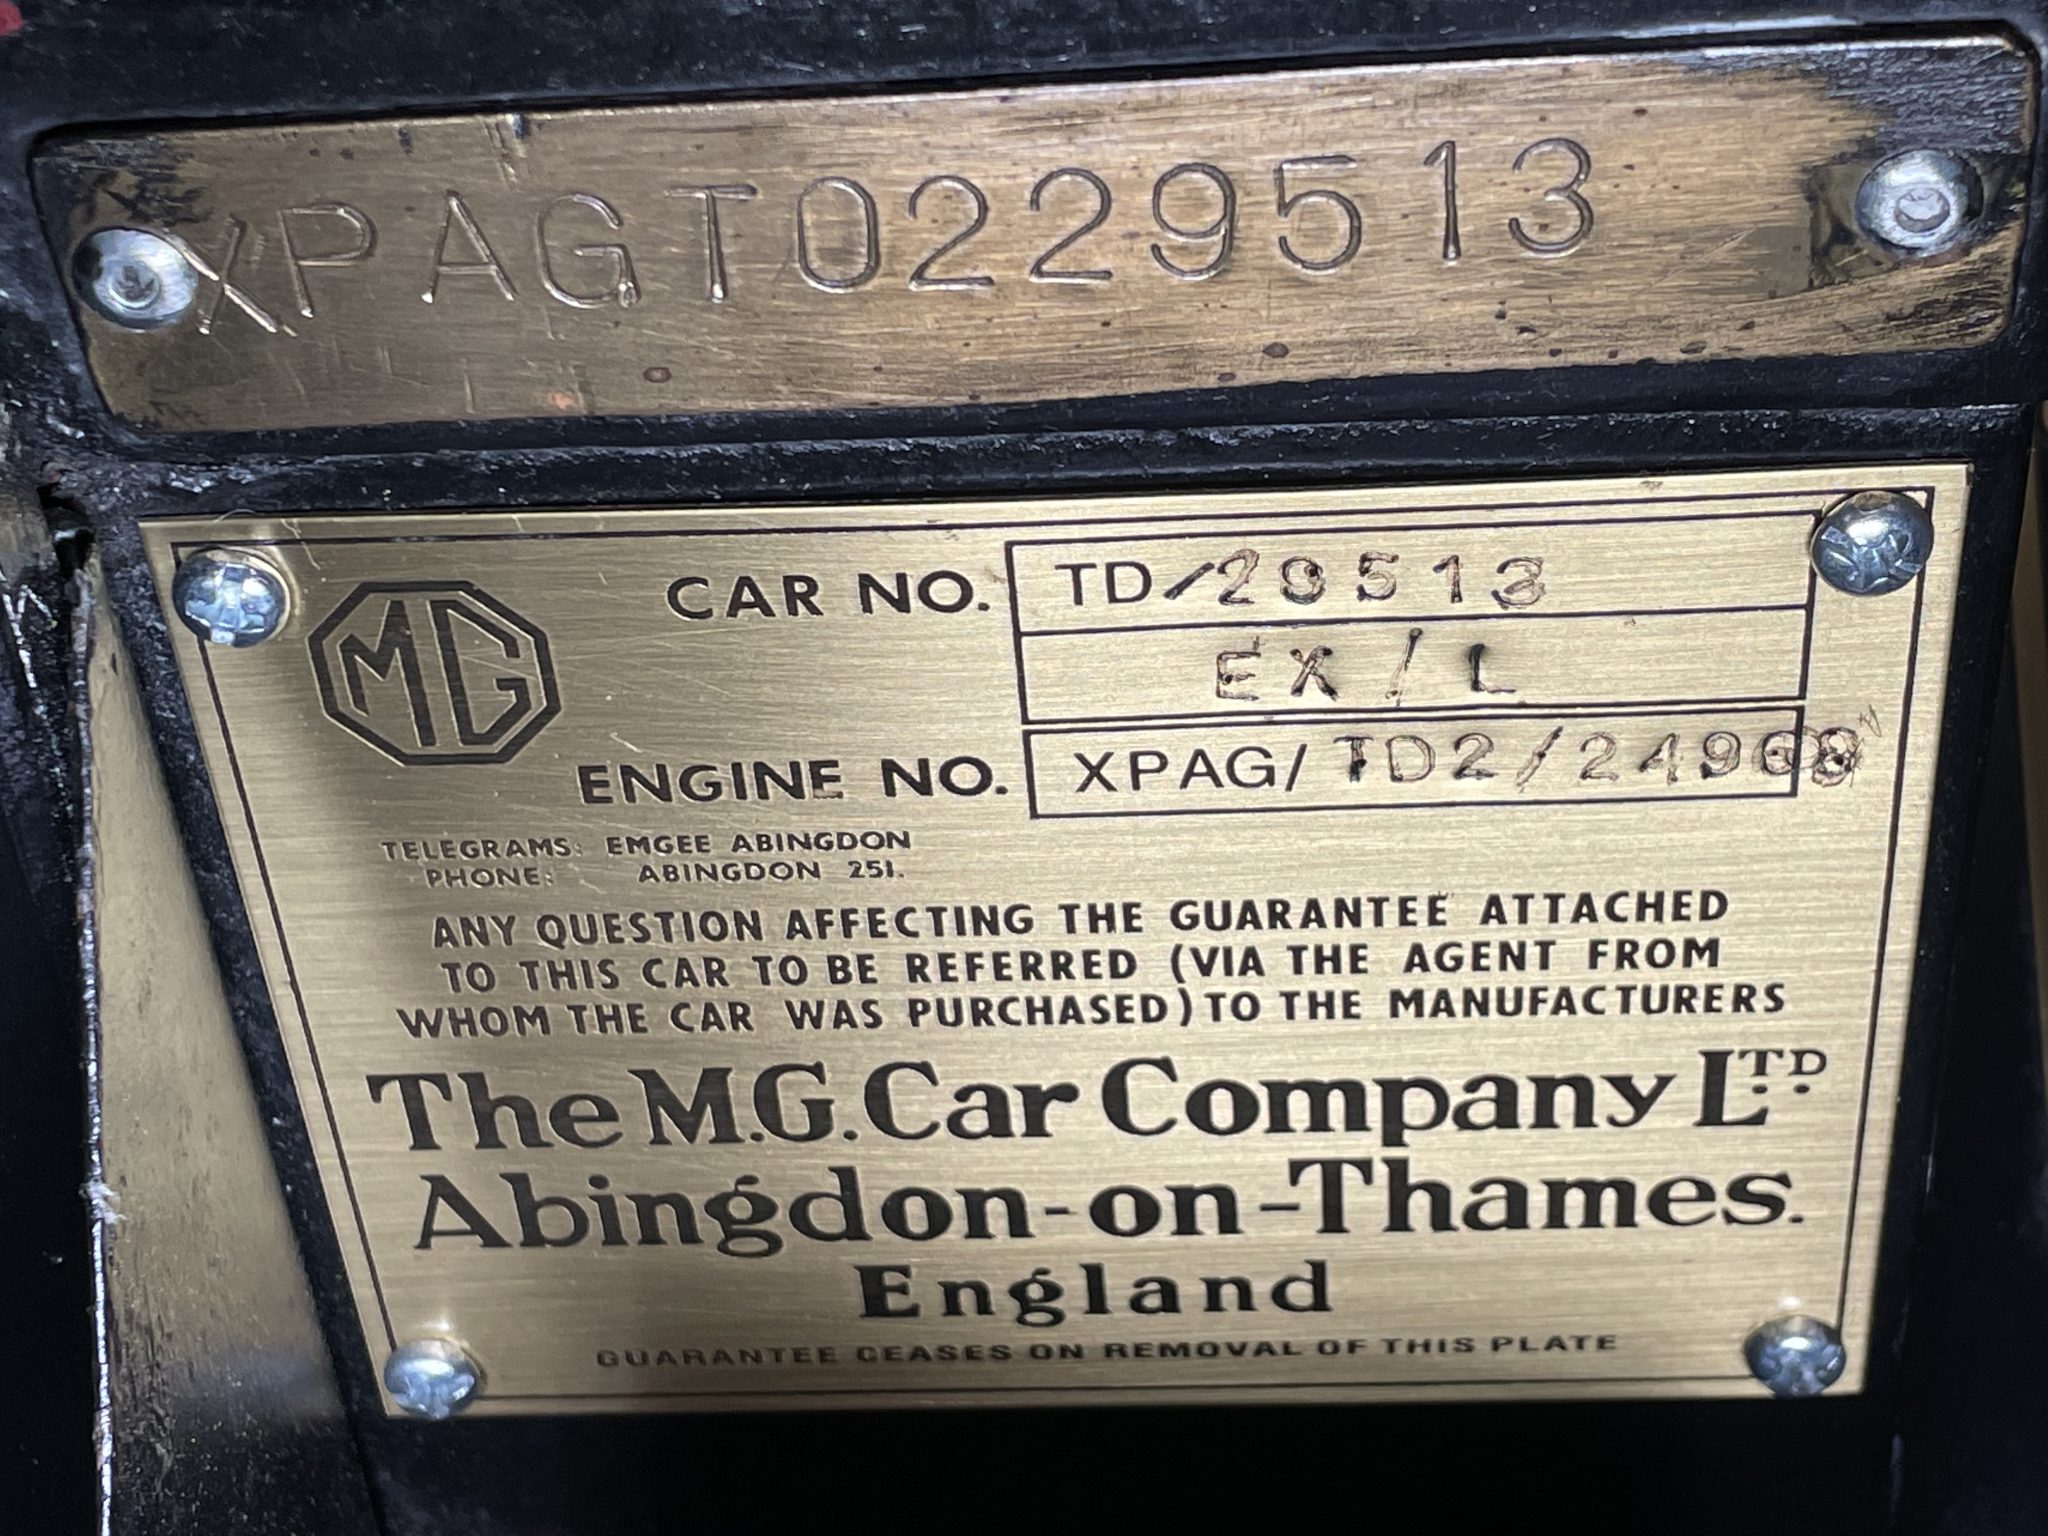 XPAGT0229513
MG
CAR NO. TD/29513
EX/L
ENGINE NO. XPAG/TD2/24968
TELEGRAMS: EMGEE ABINGDON
PHONE: ABINGDON 251.
ANY QUESTION AFFECTING THE GUARANTEE ATTACHED
TO THIS CAR TO BE REFERRED (VIA THE AGENT FROM
WHOM THE CAR WAS PURCHASED) TO THE MANUFACTURERS
The M.G. Car Company LTD
Abingdon-on-Thames.
England
GUARANTEE CEASES ON REMOVAL OF THIS PLATE